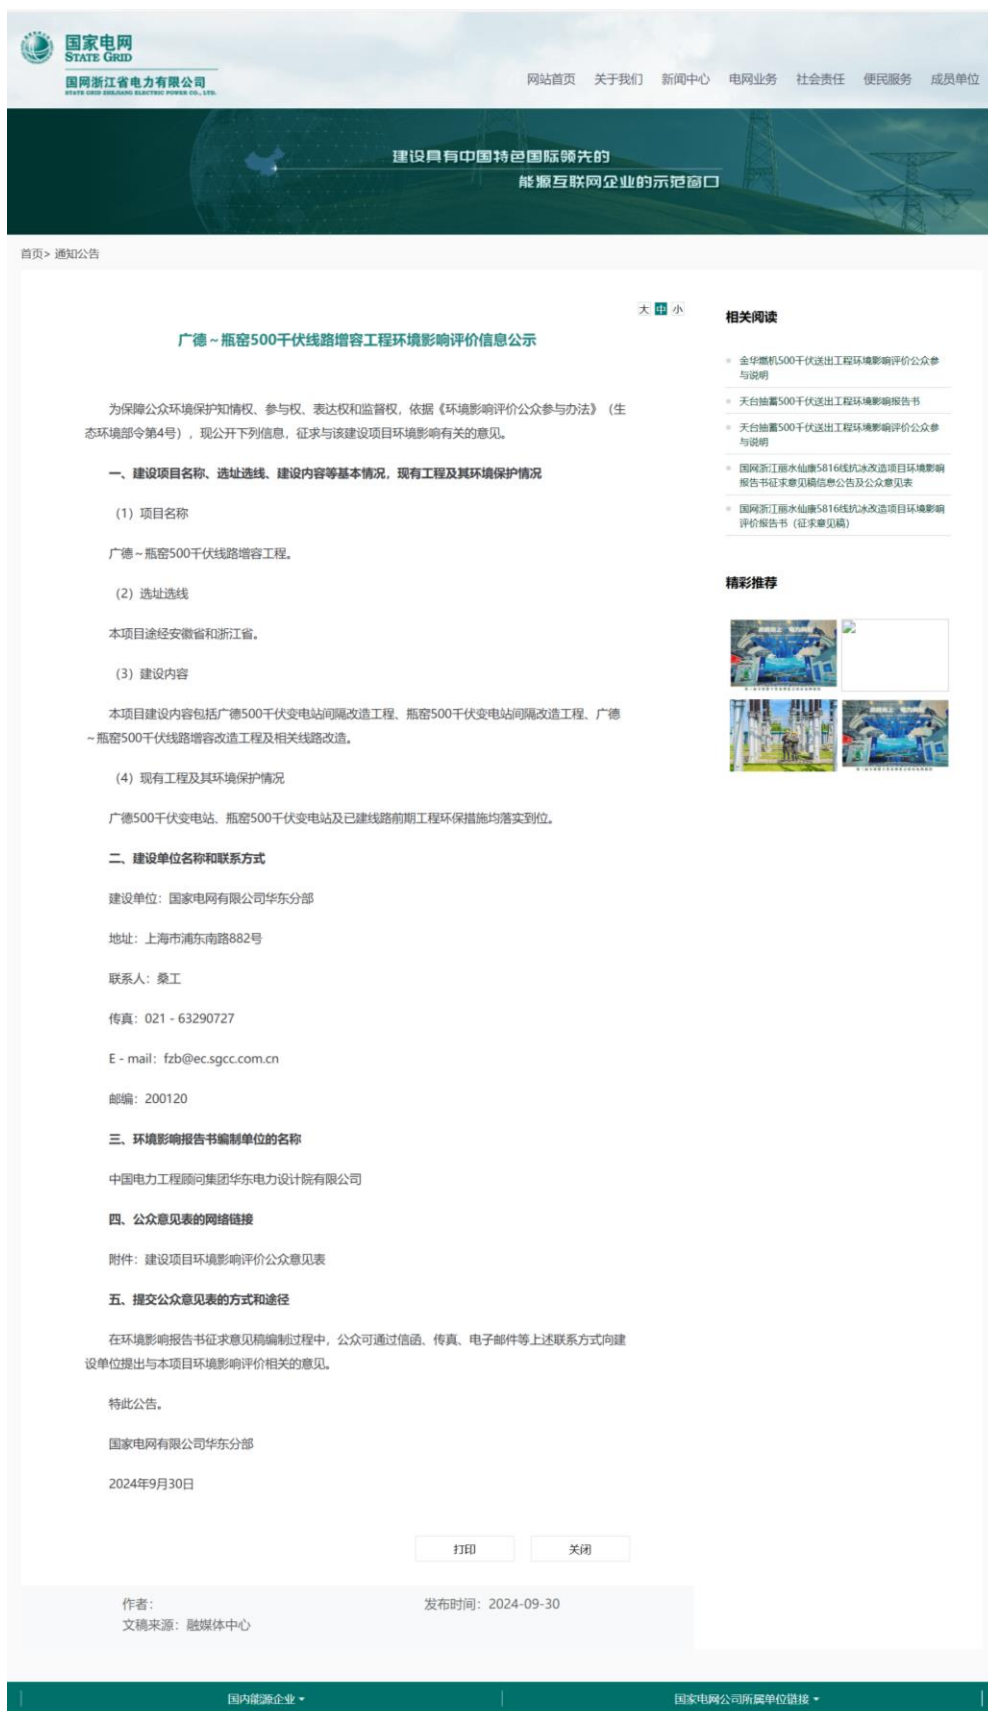 国家电网
STATE GRID
国网浙江省电力有限公司
STATE GRID ZHEJIANG ELECTRIC POWER CO., LTD.
网站首页 关于我们 新闻中心 电网业务 社会责任 便民服务 成员单位
建设具有中国特色国际领先的
能源互联网企业的示范窗口
首页> 通知公告
大 中 小
广德～瓶窑500千伏线路增容工程环境影响评价信息公示
为保障公众环境保护知情权、参与权、表达权和监督权，依据《环境影响评价公众参与办法》（生
态环境部令第4号），现公开下列信息，征求与该建设项目环境影响有关的意见。
一、建设项目名称、选址选线、建设内容等基本情况，现有工程及其环境保护情况
（1）项目名称
广德～瓶窑500千伏线路增容工程。
（2）选址选线
本项目途经安徽省和浙江省。
（3）建设内容
本项目建设内容包括广德500千伏变电站间隔改造工程、瓶窑500千伏变电站间隔改造工程、广德
～瓶窑500千伏线路增容改造工程及相关线路改造。
（4）现有工程及其环境保护情况
广德500千伏变电站、瓶窑500千伏变电站及已建线路前期工程环保措施均落实到位。
二、建设单位名称和联系方式
建设单位：国家电网有限公司华东分部
地址：上海市浦东南路882号
联系人：桑工
传真：021 - 63290727
E - mail：fzb@ec.sgcc.com.cn
邮编：200120
三、环境影响报告书编制单位的名称
中国电力工程顾问集团华东电力设计院有限公司
四、公众意见表的网络链接
附件：建设项目环境影响评价公众意见表
五、提交公众意见表的方式和途径
在环境影响报告书征求意见稿编制过程中，公众可通过信函、传真、电子邮件等上述联系方式向建
设单位提出与本项目环境影响评价相关的意见。
特此公告。
国家电网有限公司华东分部
2024年9月30日
打印 关闭
作者：
发布时间：2024-09-30
文稿来源：融媒体中心
相关阅读
金华燃机500千伏送出工程环境影响评价公众参
与说明
天台抽蓄500千伏送出工程环境影响报告书
天台抽蓄500千伏送出工程环境影响评价公众参
与说明
国网浙江丽水仙康5816线抗冰改造项目环境影响
报告书征求意见稿信息公告及公众意见表
国网浙江丽水仙康5816线抗冰改造项目环境影响
评价报告书（征求意见稿）
精彩推荐
国内能源企业
国家电网公司所属单位链接